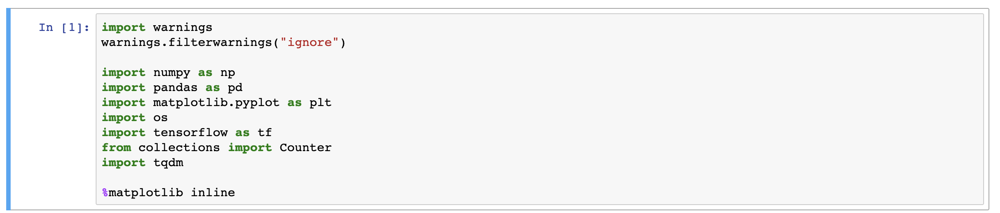 In [1]: import warnings
warnings.filterwarnings("ignore")
import numpy as np
import pandas as pd
import matplotlib.pyplot as plt
import os
import tensorflow as tf
from collections import Counter
import tqdm
%matplotlib inline